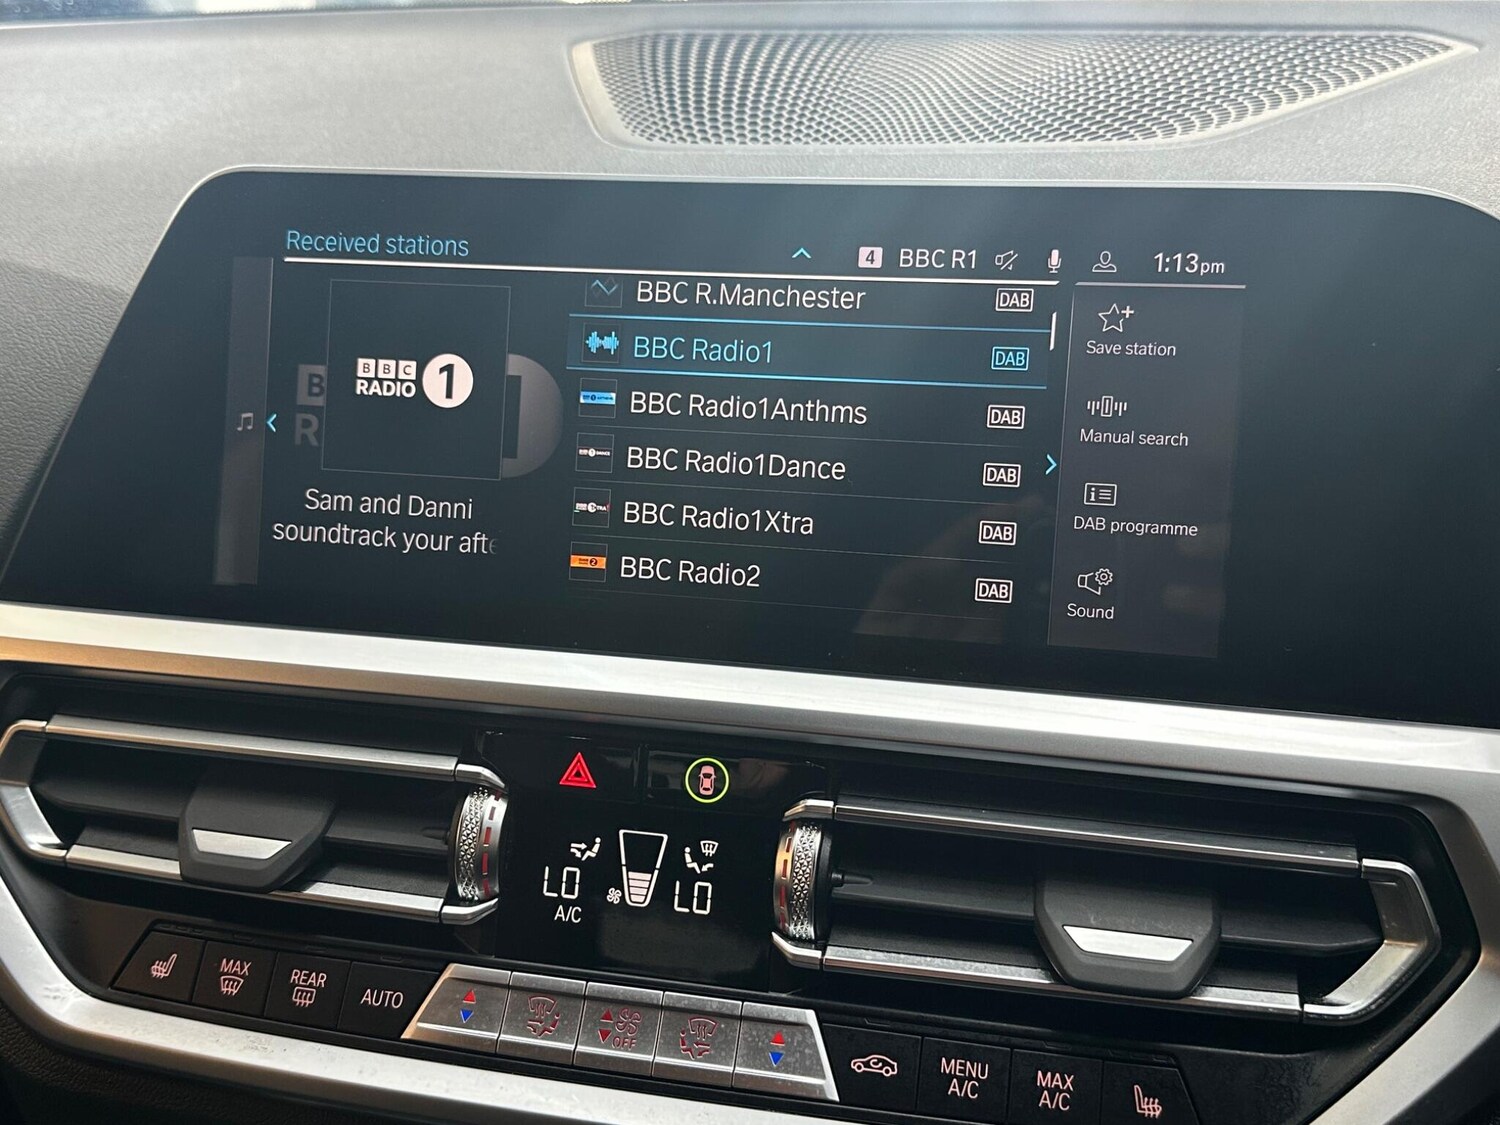 Received stations
4 BBC R1 1:13pm
BBC R.Manchester DAB
BBC Radio1 DAB
BBC Radio1Anthms DAB
BBC Radio1Dance DAB
BBC Radio1Xtra DAB
BBC Radio2 DAB
BBC
RADIO 1
Sam and Danni
soundtrack your afte
Save station
Manual search
DAB programme
Sound
LO LO
A/C
MAX
REAR
AUTO
OFF
MENU
A/C
MAX
A/C